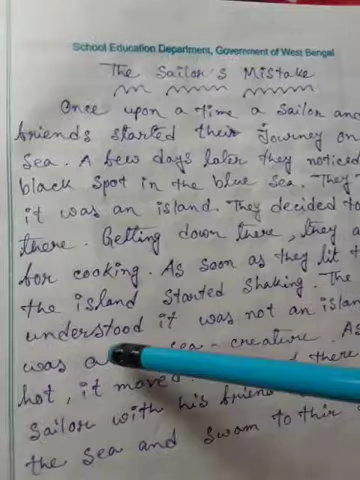 School Education Department, Government of West Bengal
The Sailor's Mistake
Once upon a time a Sailor and
friends started their Journey on
Sea. A few days later they noticed
black spot in the blue sea. They
it was an island. They decided to
there. Getting down there, they
for cooking. As soon as they lit
the island started shaking. The
understood it was not an
was a sea-creature.
hot, it moved.
Sailor with his
the sea and swam to